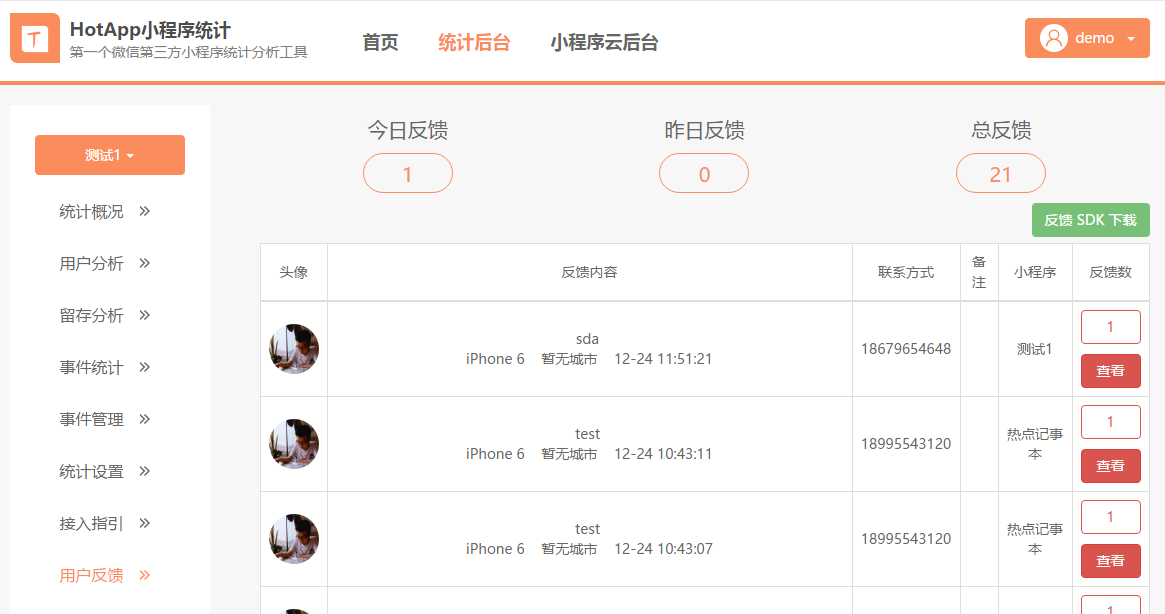 HotApp小程序统计
第一个微信第三方小程序统计分析工具
首页 统计后台 小程序云后台
demo
测试1
统计概况
用户分析
留存分析
事件统计
事件管理
统计设置
接入指引
用户反馈
今日反馈 昨日反馈 总反馈
1 0 21
反馈 SDK 下载
头像 反馈内容 联系方式 备注 小程序 反馈数
sda
iPhone 6 暂无城市 12-24 11:51:21
18679654648
测试1
1
查看
test
iPhone 6 暂无城市 12-24 10:43:11
18995543120
热点记事
本
1
查看
test
iPhone 6 暂无城市 12-24 10:43:07
18995543120
热点记事
本
1
查看
1